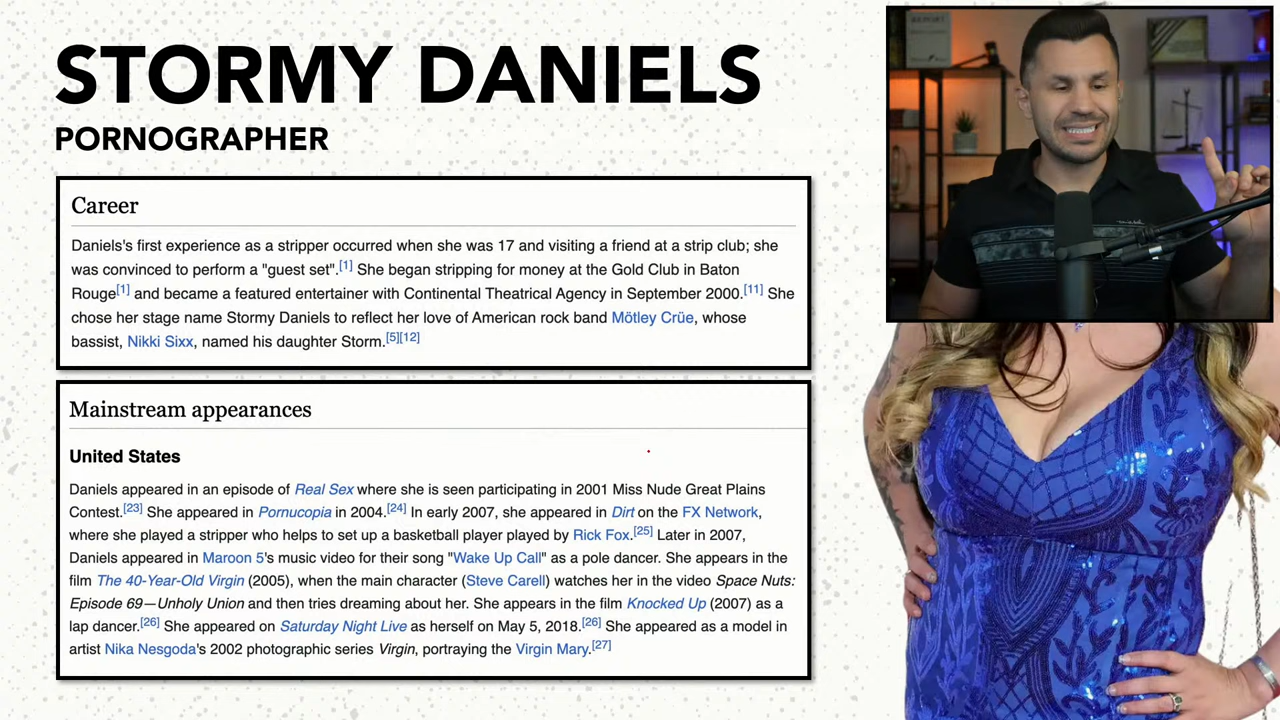 STORMY DANIELS
PORNOGRAPHER
Career
Daniels's first experience as a stripper occurred when she was 17 and visiting a friend at a strip club; she
was convinced to perform a "guest set".[1] She began stripping for money at the Gold Club in Baton
Rouge[1] and became a featured entertainer with Continental Theatrical Agency in September 2000.[11] She
chose her stage name Stormy Daniels to reflect her love of American rock band Mötley Crüe, whose
bassist, Nikki Sixx, named his daughter Storm.[5][12]
Mainstream appearances
United States
Daniels appeared in an episode of Real Sex where she is seen participating in 2001 Miss Nude Great Plains
Contest.[23] She appeared in Pornucopia in 2004.[24] In early 2007, she appeared in Dirt on the FX Network,
where she played a stripper who helps to set up a basketball player played by Rick Fox.[25] Later in 2007,
Daniels appeared in Maroon 5's music video for their song "Wake Up Call" as a pole dancer. She appears in the
film The 40-Year-Old Virgin (2005), when the main character (Steve Carell) watches her in the video Space Nuts:
Episode 69—Unholy Union and then tries dreaming about her. She appears in the film Knocked Up (2007) as a
lap dancer.[26] She appeared on Saturday Night Live as herself on May 5, 2018.[26] She appeared as a model in
artist Nika Nesgoda's 2002 photographic series Virgin, portraying the Virgin Mary.[27]